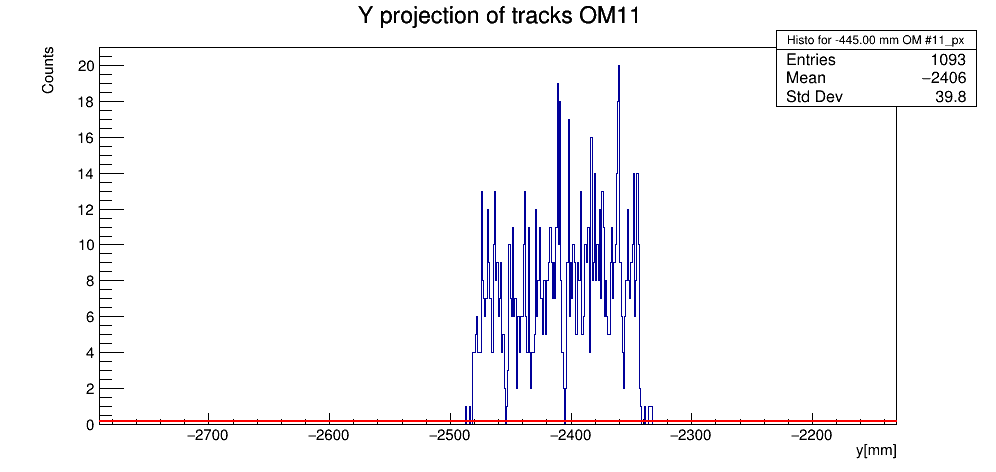 Y projection of tracks OM11
Histo for -445.00 mm OM #11_px
Entries 1093
Mean −2406
Std Dev 39.8
Counts
20
18
16
14
12
10
8
6
4
2
0
−2700 −2600 −2500 −2400 −2300 −2200
y[mm]